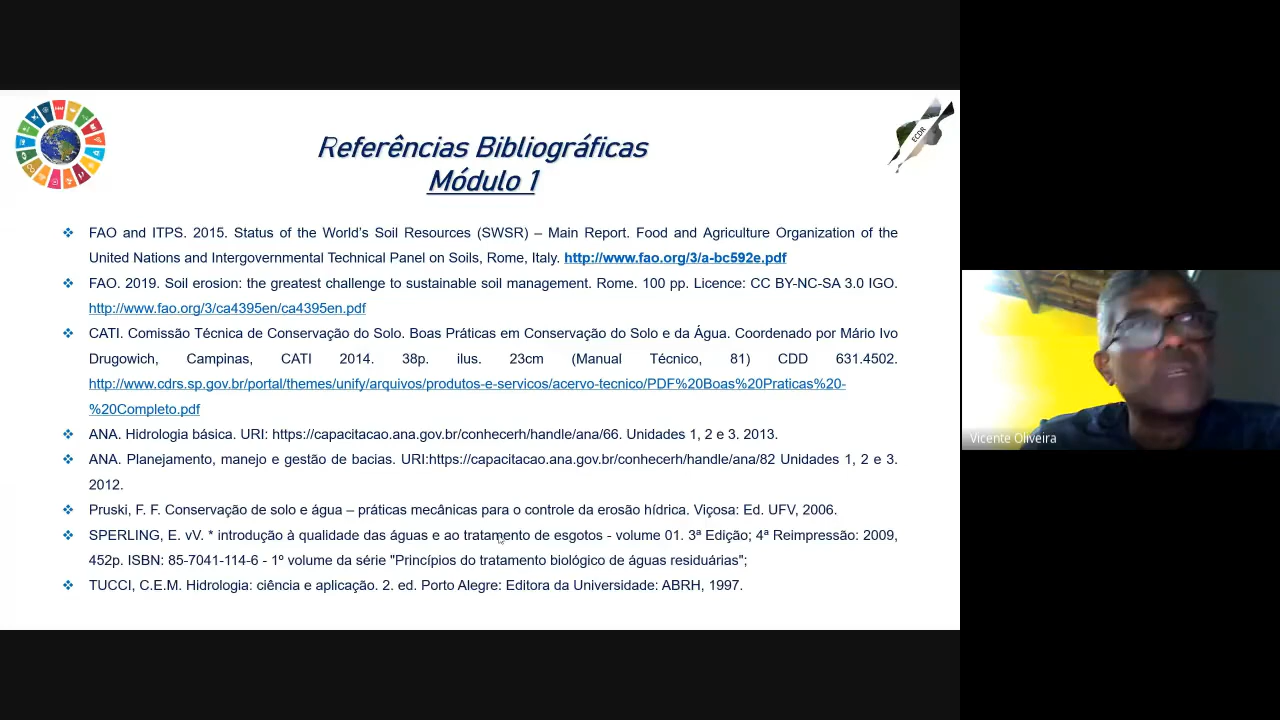 Referências Bibliográficas
Módulo 1
ECDR
❖ FAO and ITPS. 2015. Status of the World's Soil Resources (SWSR) – Main Report. Food and Agriculture Organization of the
United Nations and Intergovernmental Technical Panel on Soils, Rome, Italy. http://www.fao.org/3/a-bc592e.pdf
❖ FAO. 2019. Soil erosion: the greatest challenge to sustainable soil management. Rome. 100 pp. Licence: CC BY-NC-SA 3.0 IGO.
http://www.fao.org/3/ca4395en/ca4395en.pdf
❖ CATI. Comissão Técnica de Conservação do Solo. Boas Práticas em Conservação do Solo e da Água. Coordenado por Mário Ivo
Drugowich, Campinas, CATI 2014. 38p. ilus. 23cm (Manual Técnico, 81) CDD 631.4502.
http://www.cdrs.sp.gov.br/portal/themes/unify/arquivos/produtos-e-servicos/acervo-tecnico/PDF%20Boas%20Praticas%20-
%20Completo.pdf
❖ ANA. Hidrologia básica. URI: https://capacitacao.ana.gov.br/conhecerh/handle/ana/66. Unidades 1, 2 e 3. 2013.
❖ ANA. Planejamento, manejo e gestão de bacias. URI:https://capacitacao.ana.gov.br/conhecerh/handle/ana/82 Unidades 1, 2 e 3.
2012.
❖ Pruski, F. F. Conservação de solo e água – práticas mecânicas para o controle da erosão hídrica. Viçosa: Ed. UFV, 2006.
❖ SPERLING, E. vV. * introdução à qualidade das águas e ao tratamento de esgotos - volume 01. 3ª Edição; 4ª Reimpressão: 2009,
452p. ISBN: 85-7041-114-6 - 1º volume da série "Princípios do tratamento biológico de águas residuárias";
❖ TUCCI, C.E.M. Hidrologia: ciência e aplicação. 2. ed. Porto Alegre: Editora da Universidade: ABRH, 1997.
Vicente Oliveira